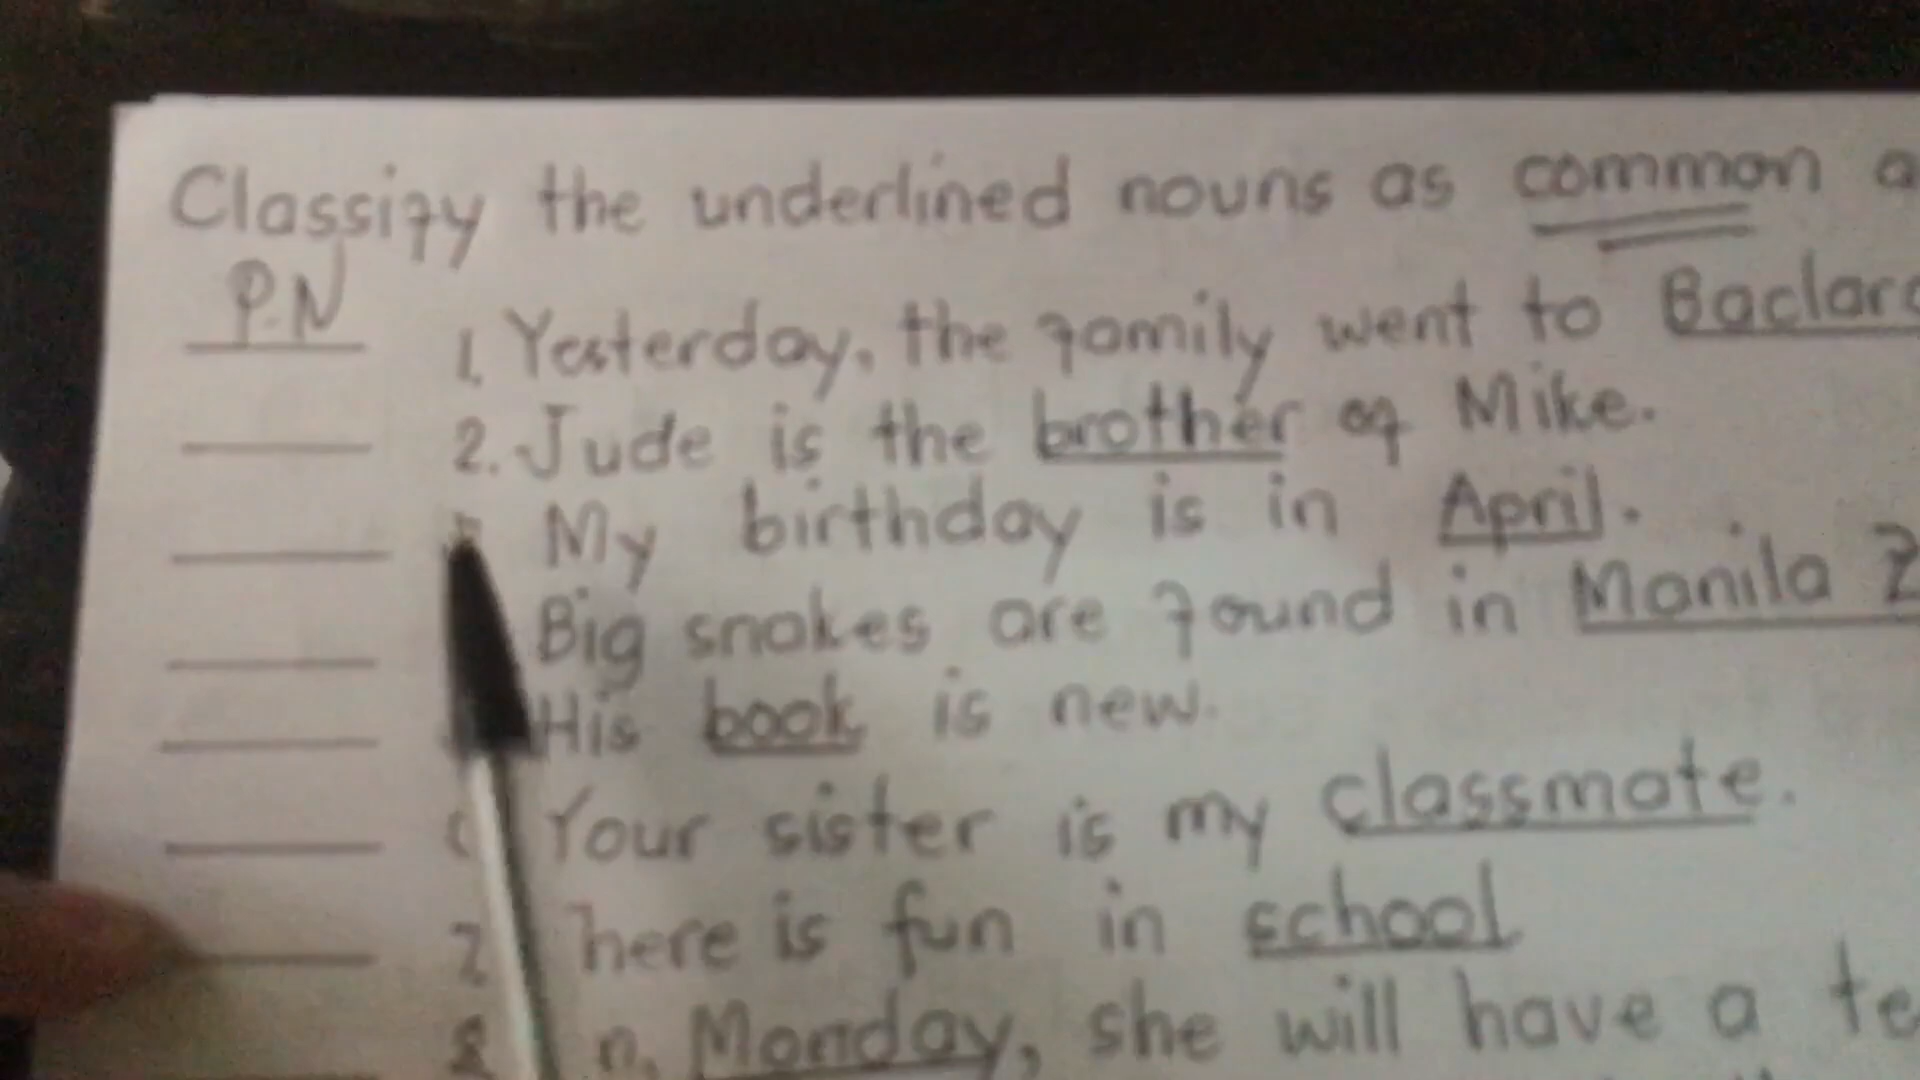 Classify the underlined nouns as common
P.N
1. Yesterday, the family went to Baclar
2. Jude is the brother of Mike.
My birthday is in April.
Big snakes are found in Manila Z
His book is new.
Your sister is my classmate.
7 here is fun in school
8 n, Monday, she will have a te